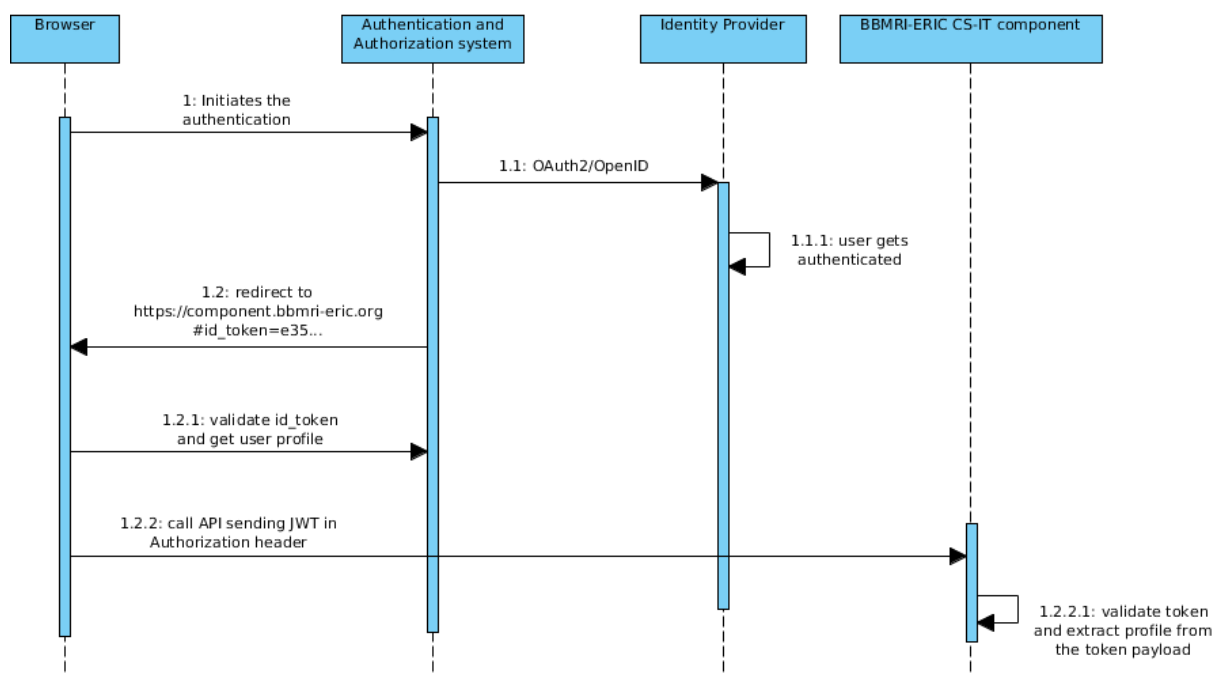 Browser
Authentication and
Authorization system
Identity Provider
BBMRI-ERIC CS-IT component
1: Initiates the
authentication
1.1: OAuth2/OpenID
1.1.1: user gets
authenticated
1.2: redirect to
https://component.bbmri-eric.org
#id_token=e35...
1.2.1: validate id_token
and get user profile
1.2.2: call API sending JWT in
Authorization header
1.2.2.1: validate token
and extract profile from
the token payload